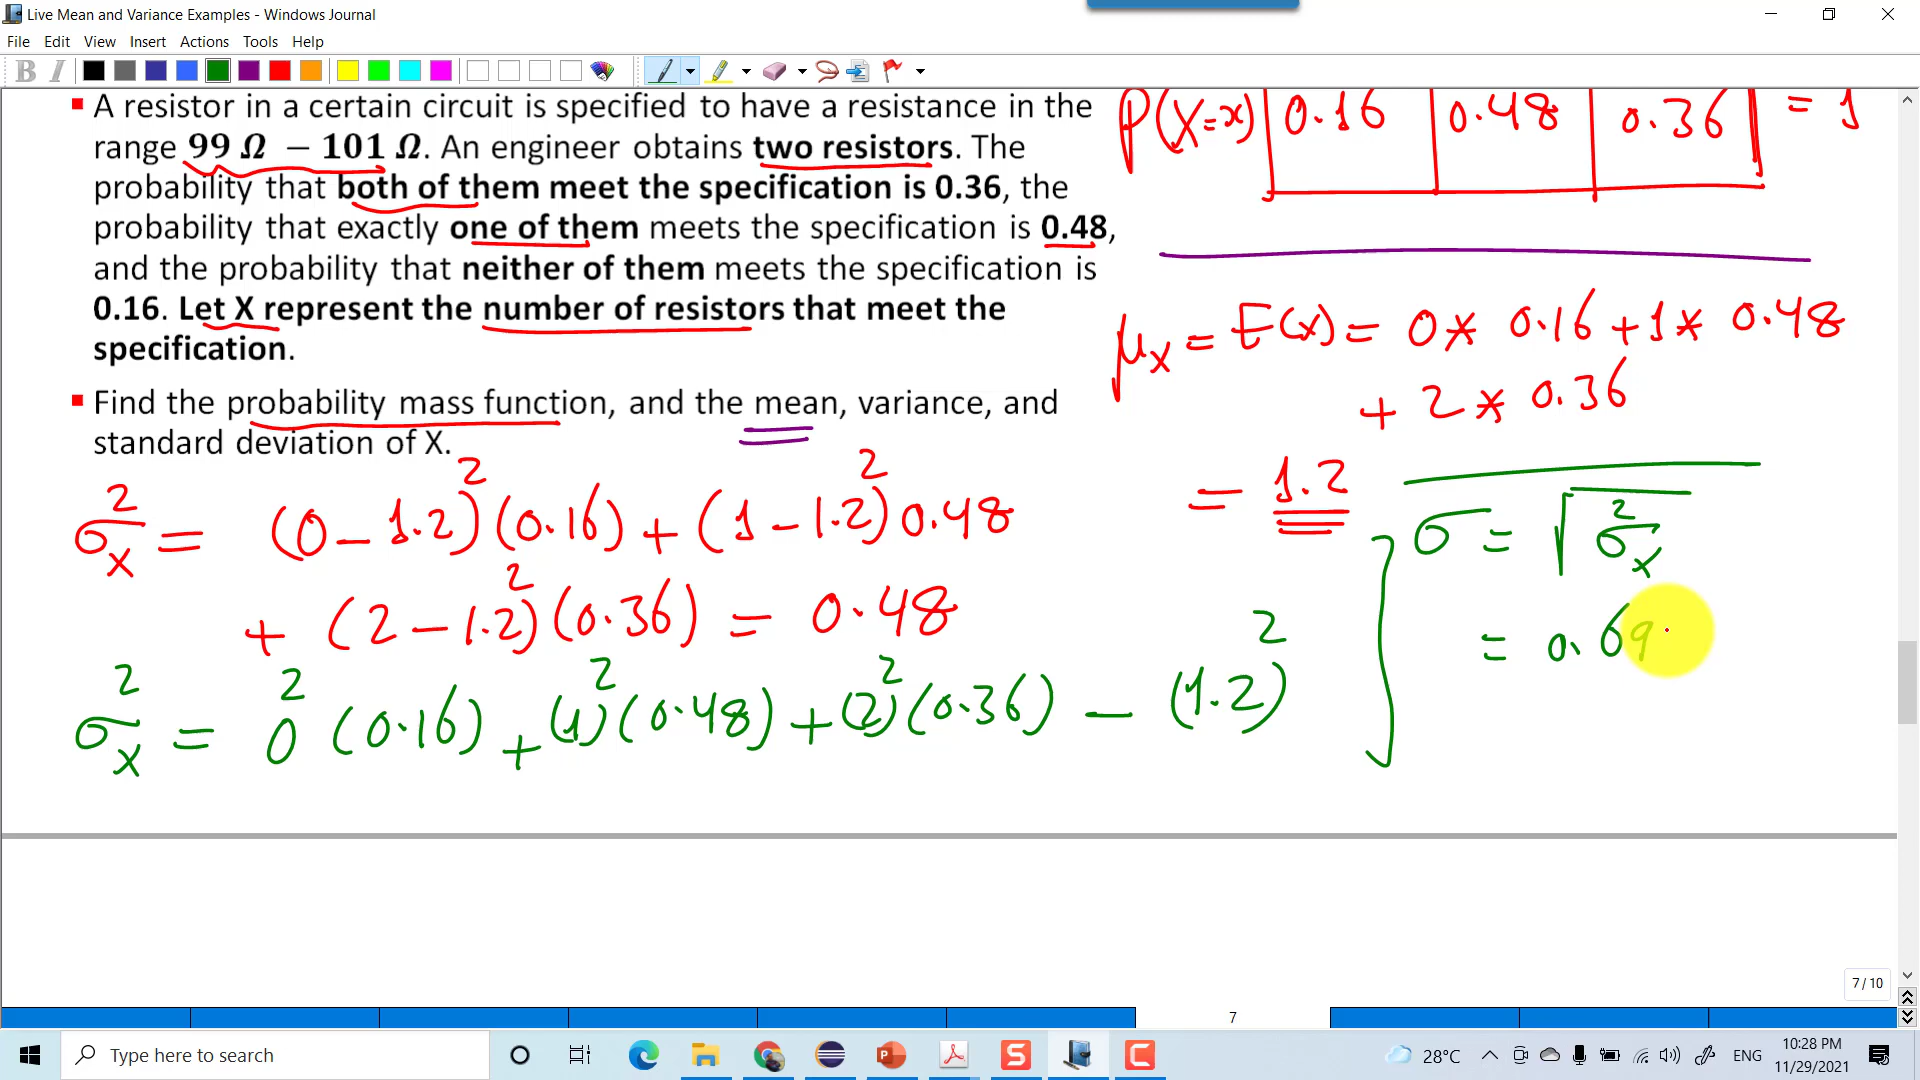 Live Mean and Variance Examples - Windows Journal
File Edit View Insert Actions Tools Help
B I
A resistor in a certain circuit is specified to have a resistance in the
range 99 Ω − 101 Ω. An engineer obtains two resistors. The
probability that both of them meet the specification is 0.36, the
probability that exactly one of them meets the specification is 0.48,
and the probability that neither of them meets the specification is
0.16. Let X represent the number of resistors that meet the
specification.
Find the probability mass function, and the mean, variance, and
standard deviation of X.
P(X=x) 0.16 0.48 0.36 = 1
μx = E(x) = 0* 0.16 + 1* 0.48
+ 2 * 0.36
= 1.2
σx² = (0 − 1.2)² (0.16) + (1 − 1.2)² 0.48
+ (2 − 1.2)² (0.36) = 0.48
σx² = 0² (0.16) + (1)² (0.48) + (2)² (0.36) − (1.2)²
σ = √σx²
= 0.69
7 / 10
7
Type here to search
28°C
ENG
10:28 PM
11/29/2021